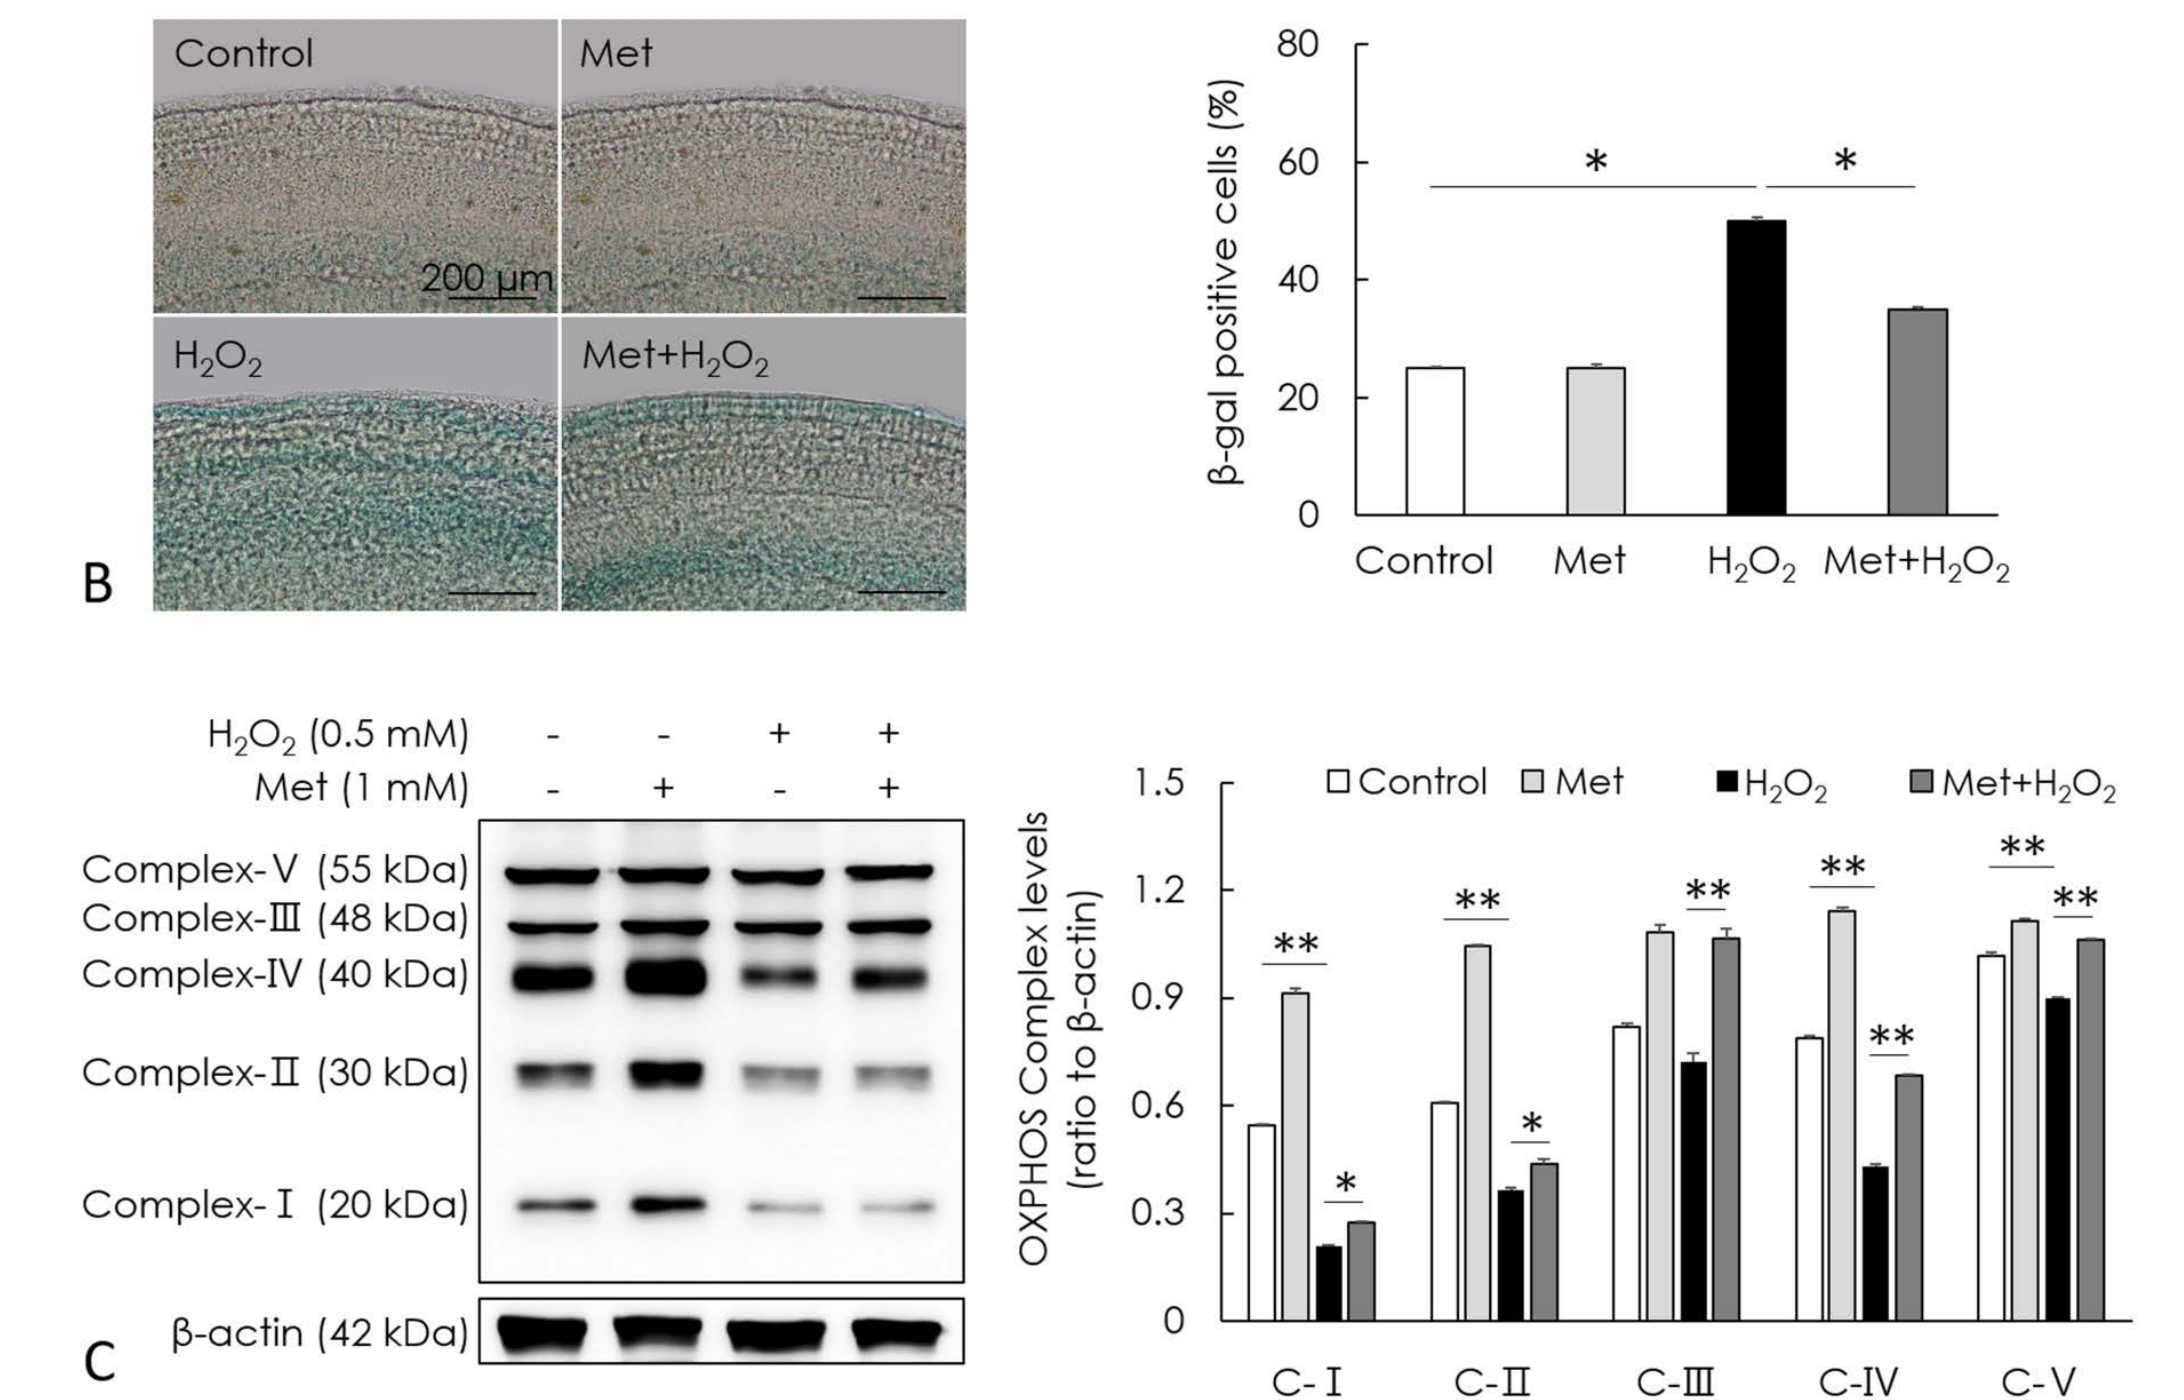 Control
Met
200 µm
H₂O₂
Met+H₂O₂
B
β-gal positive cells (%)
80
60
40
20
0
*
*
Control Met H₂O₂ Met+H₂O₂
H₂O₂ (0.5 mM) - - + +
Met (1 mM) - + - +
Complex-V (55 kDa)
Complex-Ⅲ (48 kDa)
Complex-Ⅳ (40 kDa)
Complex-Ⅱ (30 kDa)
Complex-Ⅰ (20 kDa)
β-actin (42 kDa)
C
OXPHOS Complex levels
(ratio to β-actin)
1.5
1.2
0.9
0.6
0.3
0
Control Met H₂O₂ Met+H₂O₂
**
*
**
*
**
**
**
**
**
C-Ⅰ C-Ⅱ C-Ⅲ C-Ⅳ C-Ⅴ